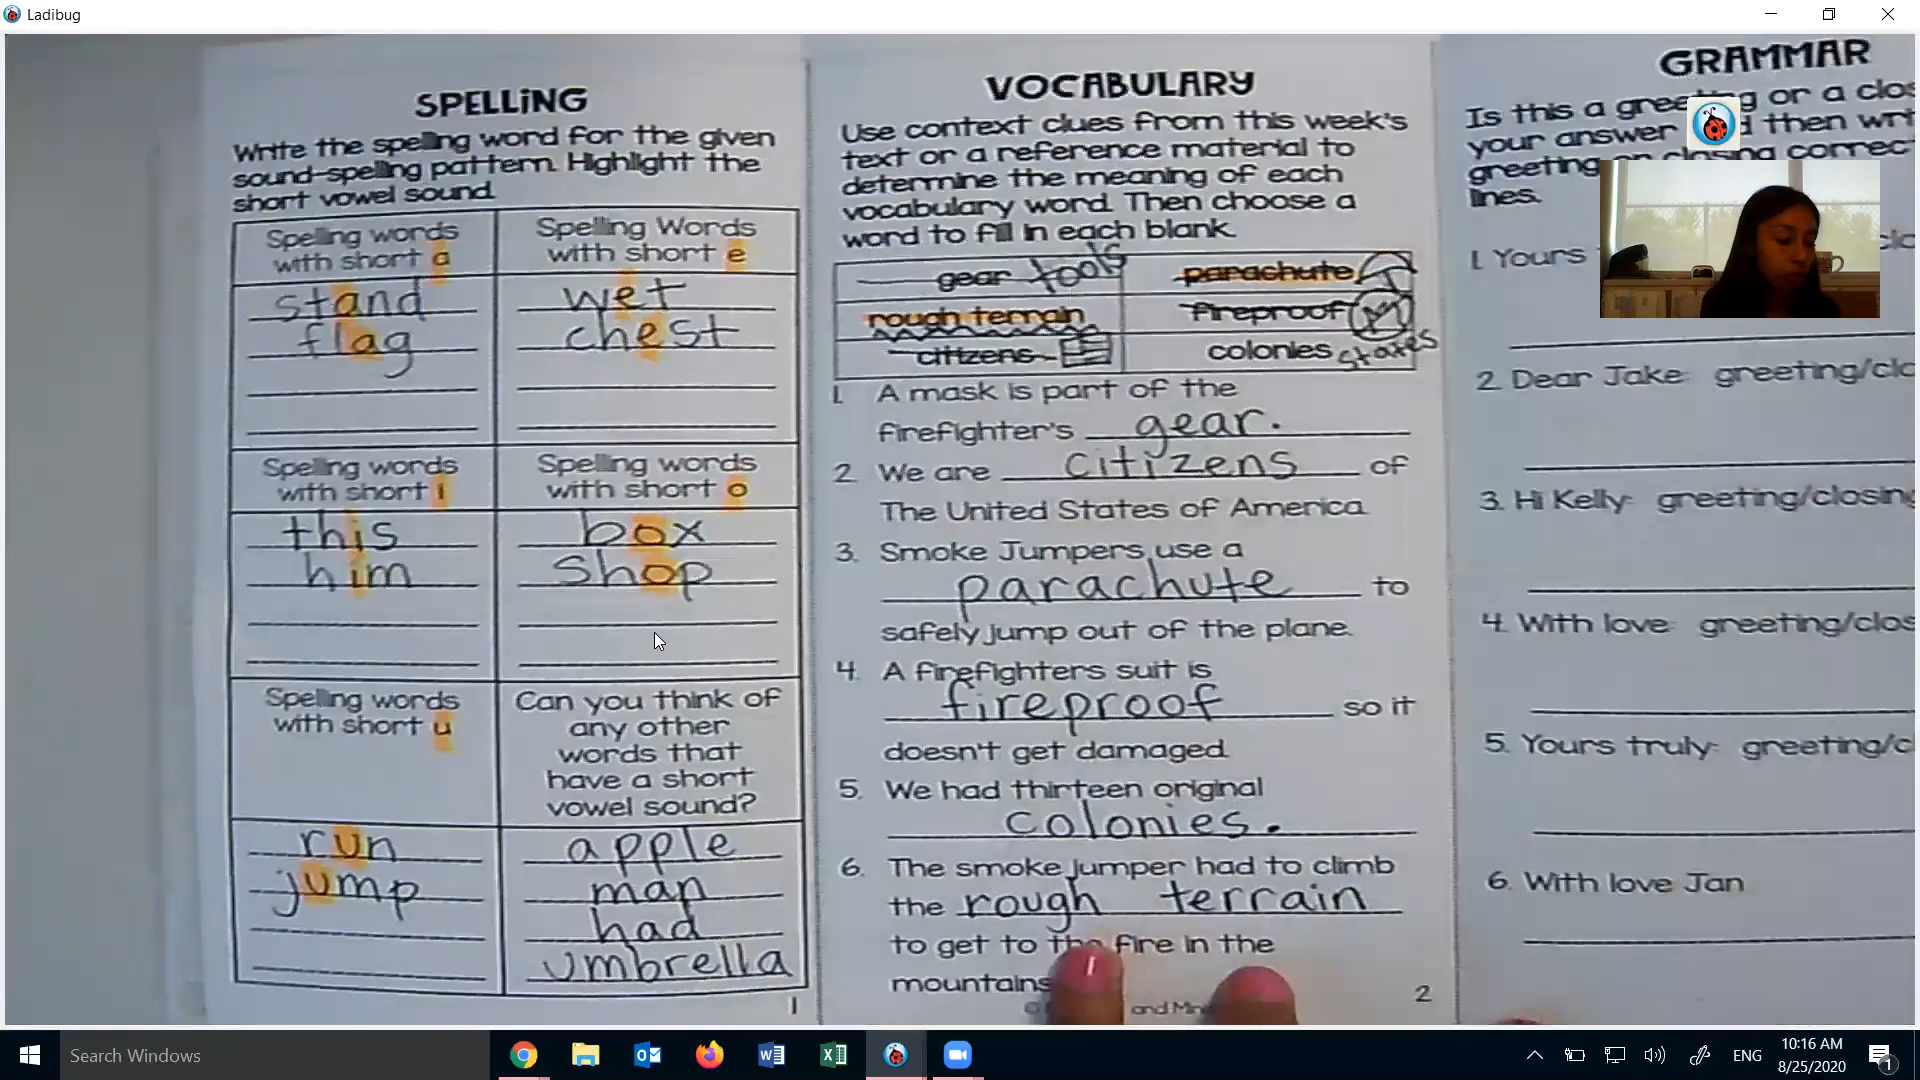 Ladibug
SPELLING
Write the spelling word for the given
sound-spelling pattern. Highlight the
short vowel sound.
Spelling words
with short a
stand
flag
Spelling Words
with short e
wet
chest
Spelling words
with short i
this
him
Spelling words
with short o
box
shop
Spelling words
with short u
run
jump
Can you think of
any other
words that
have a short
vowel sound?
apple
man
had
umbrella
1
VOCABULARY
Use context clues from this week's
text or a reference material to
determine the meaning of each
vocabulary word. Then choose a
word to fill in each blank.
gear tools
parachute
rough terrain
fireproof
citizens
colonies states
1. A mask is part of the
firefighter's gear.
2. We are citizens of
The United States of America.
3. Smoke Jumpers use a
parachute to
safely jump out of the plane.
4. A firefighters suit is
fireproof so it
doesn't get damaged.
5. We had thirteen original
colonies.
6. The smoke jumper had to climb
the rough terrain
to get to the fire in the
mountains
and
2
GRAMMAR
Is this a greeting or a
your answer then
greeting or closing
lines.
1. Yours
2. Dear Jake: greeting/
3. Hi Kelly: greeting/closing
4. With love: greeting/
5. Yours truly: greeting/
6. With love Jan
Search Windows
ENG
10:16 AM
8/25/2020
1